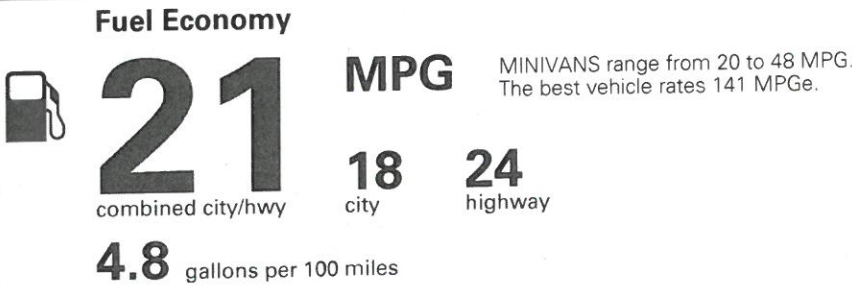 Fuel Economy
21 MPG
MINIVANS range from 20 to 48 MPG.
The best vehicle rates 141 MPGe.
18 24
combined city/hwy city highway
4.8 gallons per 100 miles